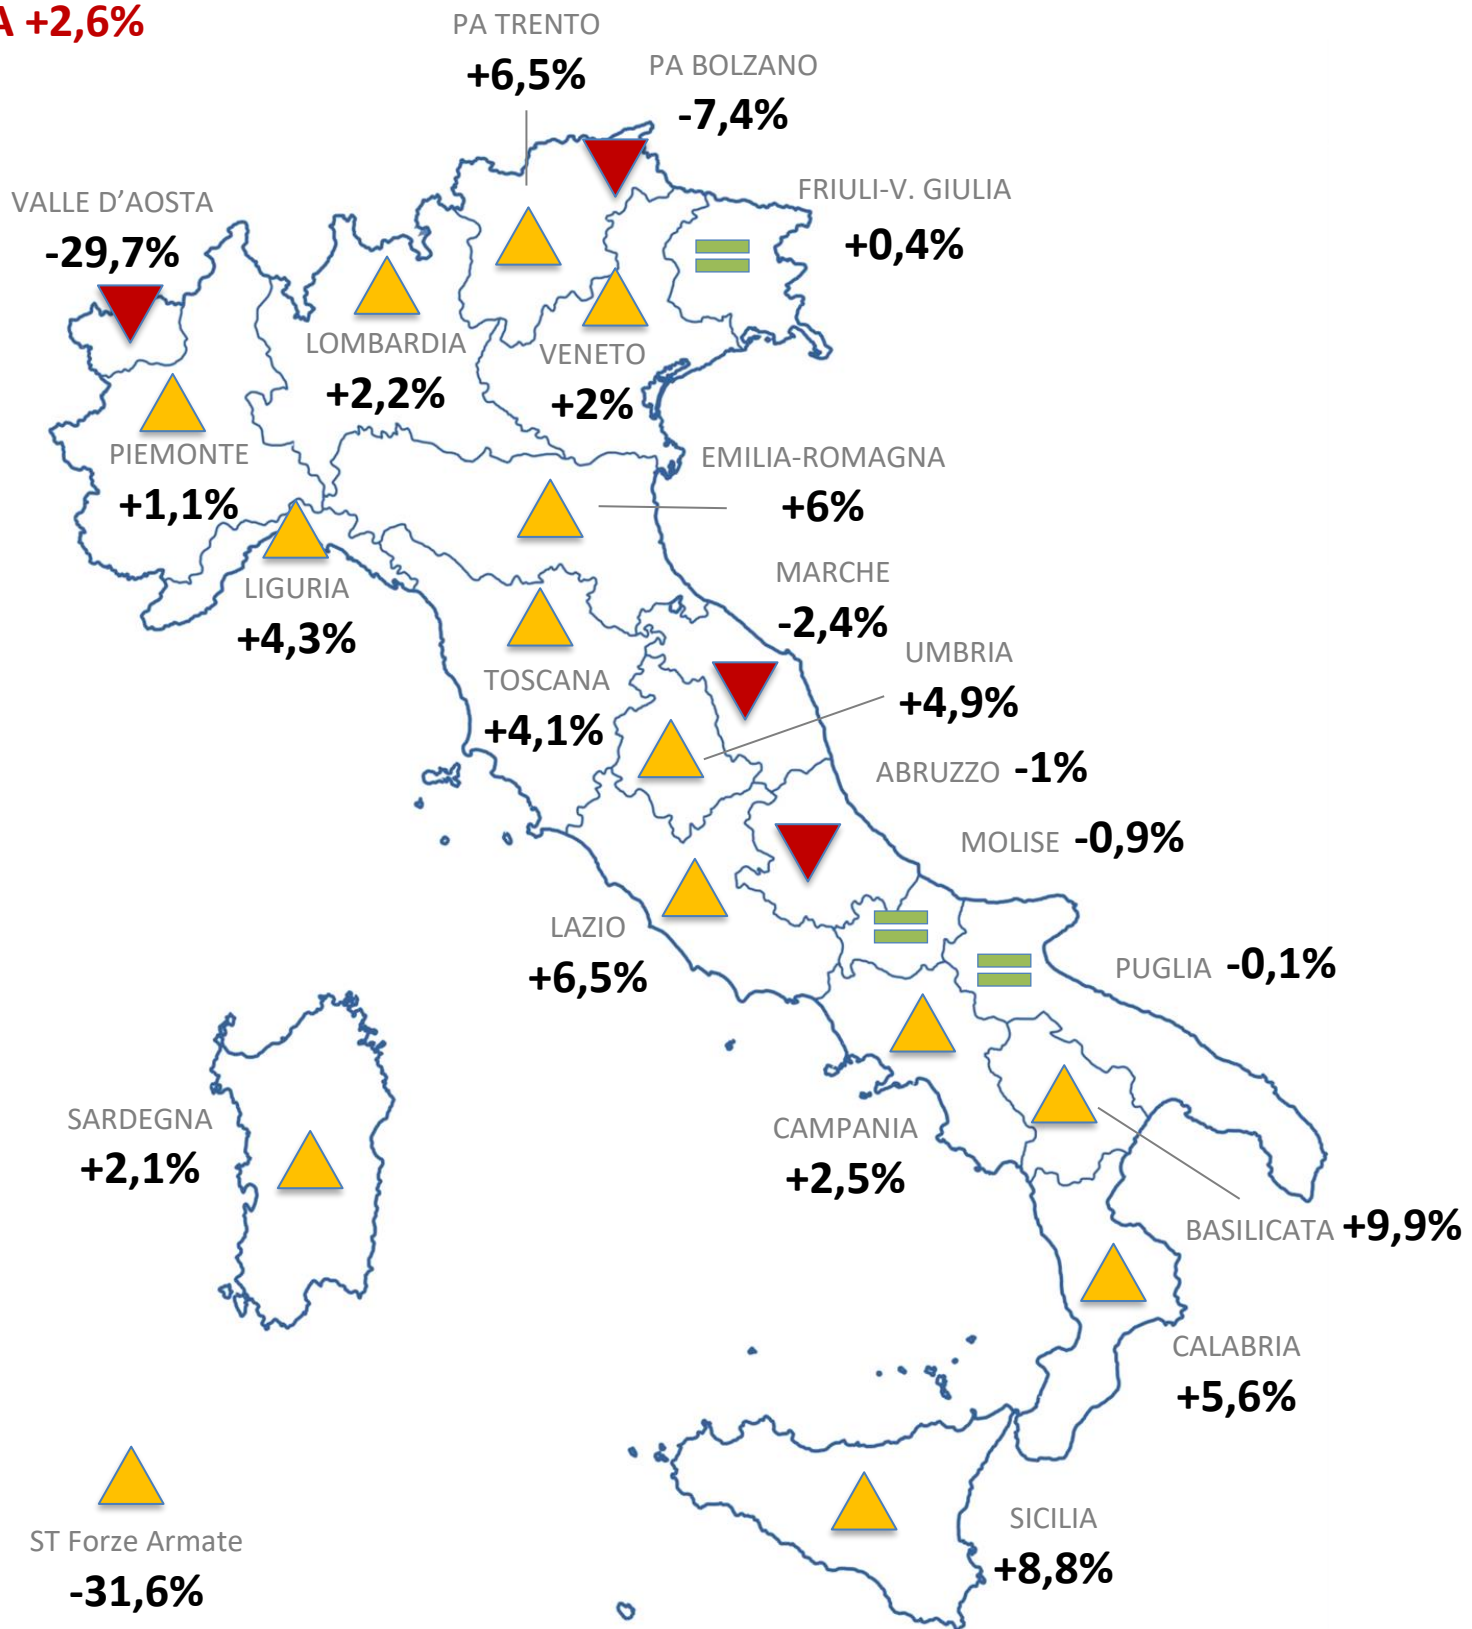 A +2,6%
PA TRENTO
+6,5%
PA BOLZANO
-7,4%
VALLE D’AOSTA
-29,7%
FRIULI-V. GIULIA
+0,4%
LOMBARDIA
+2,2%
VENETO
+2%
PIEMONTE
+1,1%
EMILIA-ROMAGNA
+6%
LIGURIA
+4,3%
MARCHE
-2,4%
UMBRIA
+4,9%
TOSCANA
+4,1%
ABRUZZO -1%
MOLISE -0,9%
LAZIO
+6,5%
PUGLIA -0,1%
SARDEGNA
+2,1%
CAMPANIA
+2,5%
BASILICATA +9,9%
CALABRIA
+5,6%
ST Forze Armate
-31,6%
SICILIA
+8,8%